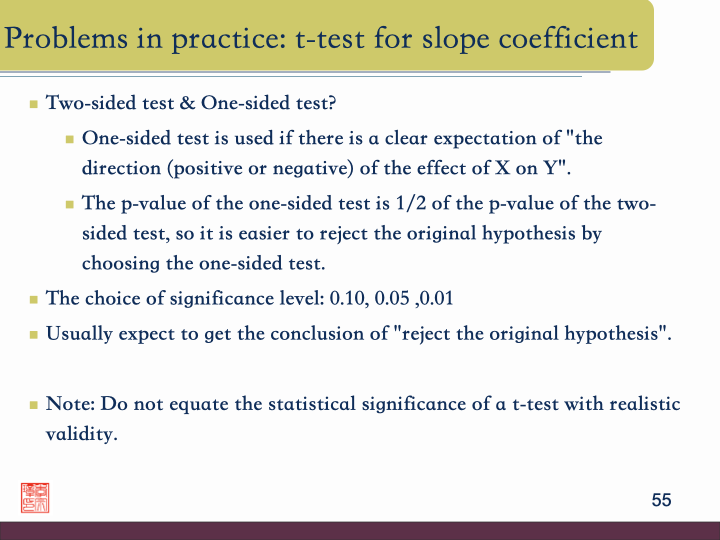 Problems in practice: t-test for slope coefficient
Two-sided test & One-sided test?
One-sided test is used if there is a clear expectation of "the
direction (positive or negative) of the effect of X on Y".
The p-value of the one-sided test is 1/2 of the p-value of the two-
sided test, so it is easier to reject the original hypothesis by
choosing the one-sided test.
The choice of significance level: 0.10, 0.05 ,0.01
Usually expect to get the conclusion of "reject the original hypothesis".
Note: Do not equate the statistical significance of a t-test with realistic
validity.
55